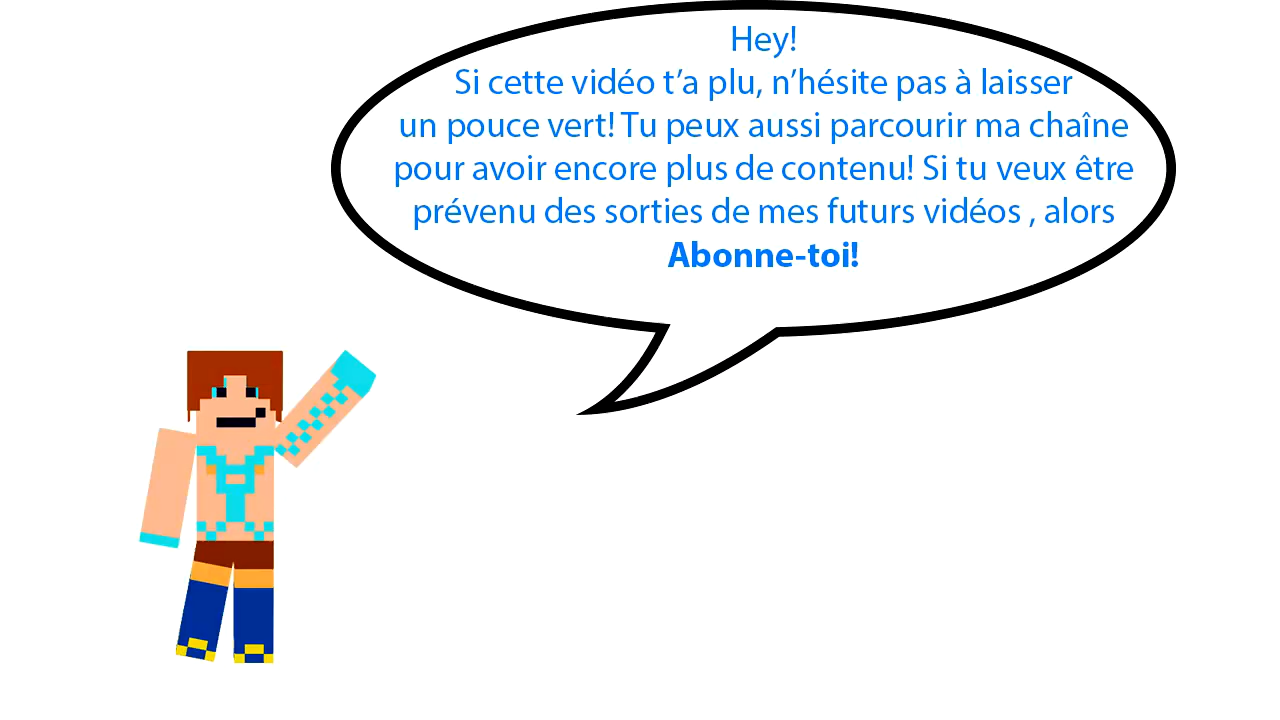 Hey!
Si cette vidéo t’a plu, n’hésite pas à laisser
un pouce vert! Tu peux aussi parcourir ma chaîne
pour avoir encore plus de contenu! Si tu veux être
prévenu des sorties de mes futurs vidéos , alors
Abonne-toi!